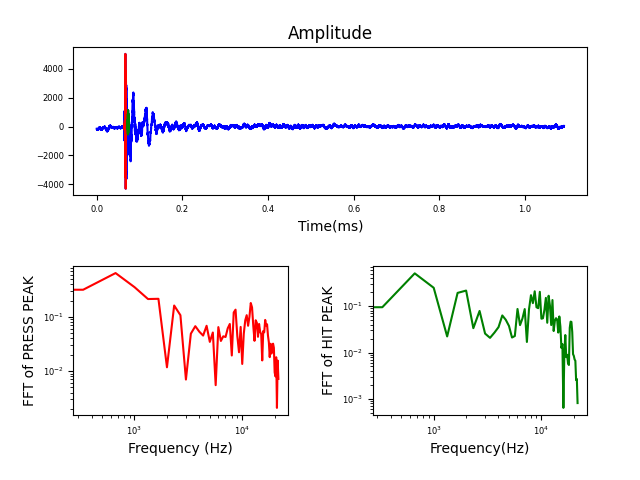 Amplitude
4000
2000
0
−2000
−4000
0.0 0.2 0.4 0.6 0.8 1.0
Time(ms)
FFT of PRESS PEAK
10⁻¹
10⁻²
10³ 10⁴
Frequency (Hz)
FFT of HIT PEAK
10⁻¹
10⁻²
10⁻³
10³ 10⁴
Frequency(Hz)